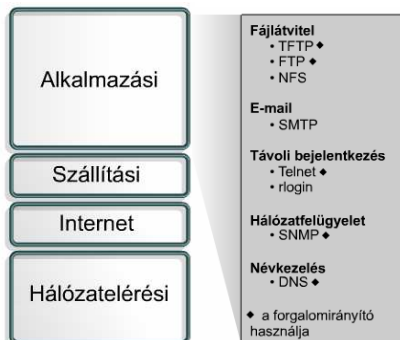 Alkalmazási
Szállítási
Internet
Hálózatelérési
Fájlátvitel
• TFTP ◆
• FTP ◆
• NFS
E-mail
• SMTP
Távoli bejelentkezés
• Telnet ◆
• rlogin
Hálózatfelügyelet
• SNMP ◆
Névkezelés
• DNS ◆
◆ a forgalomirányító
használja